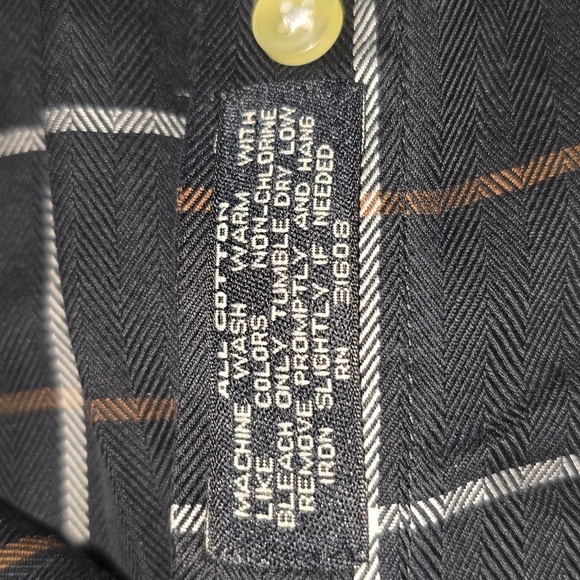 ALL COTTON
MACHINE WASH WARM WITH
LIKE COLORS NON-CHLORINE
BLEACH ONLY TUMBLE DRY LOW
REMOVE PROMPTLY AND HANG
IRON SLIGHTLY IF NEEDED
RN 31608